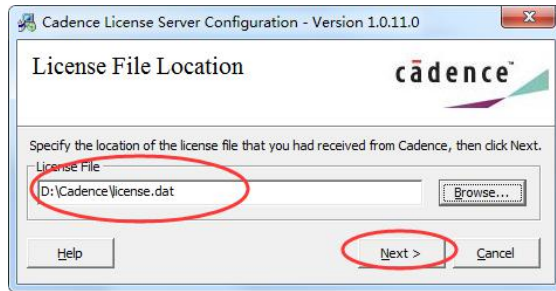 Cadence License Server Configuration - Version 1.0.11.0
License File Location
cādence™
Specify the location of the license file that you had received from Cadence, then click Next.
License File
D:\Cadence\license.dat
Browse...
Help
Next >
Cancel